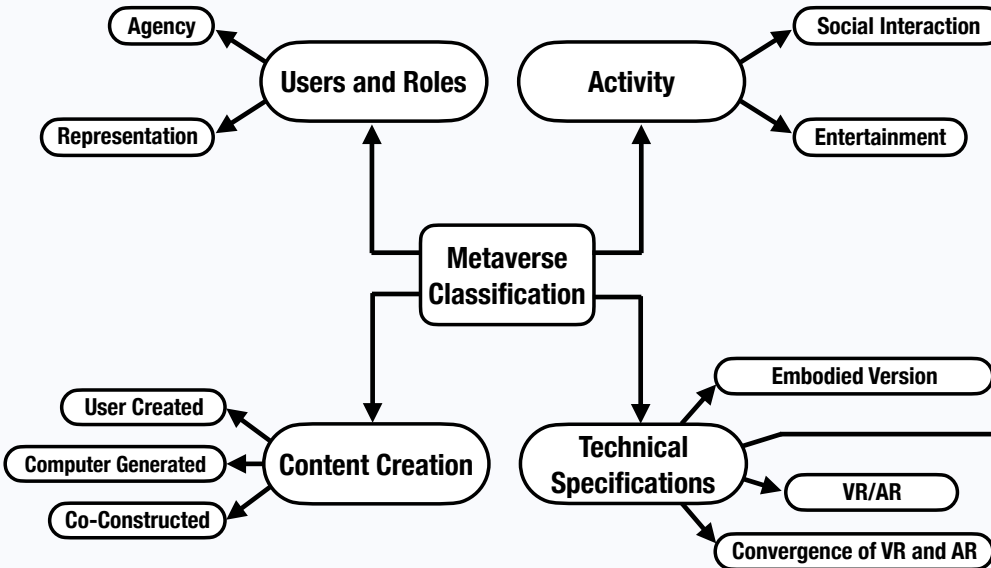 Agency
Users and Roles
Representation
Social Interaction
Activity
Entertainment
Metaverse
Classification
User Created
Computer Generated
Co-Constructed
Content Creation
Embodied Version
Technical
Specifications
VR/AR
Convergence of VR and AR